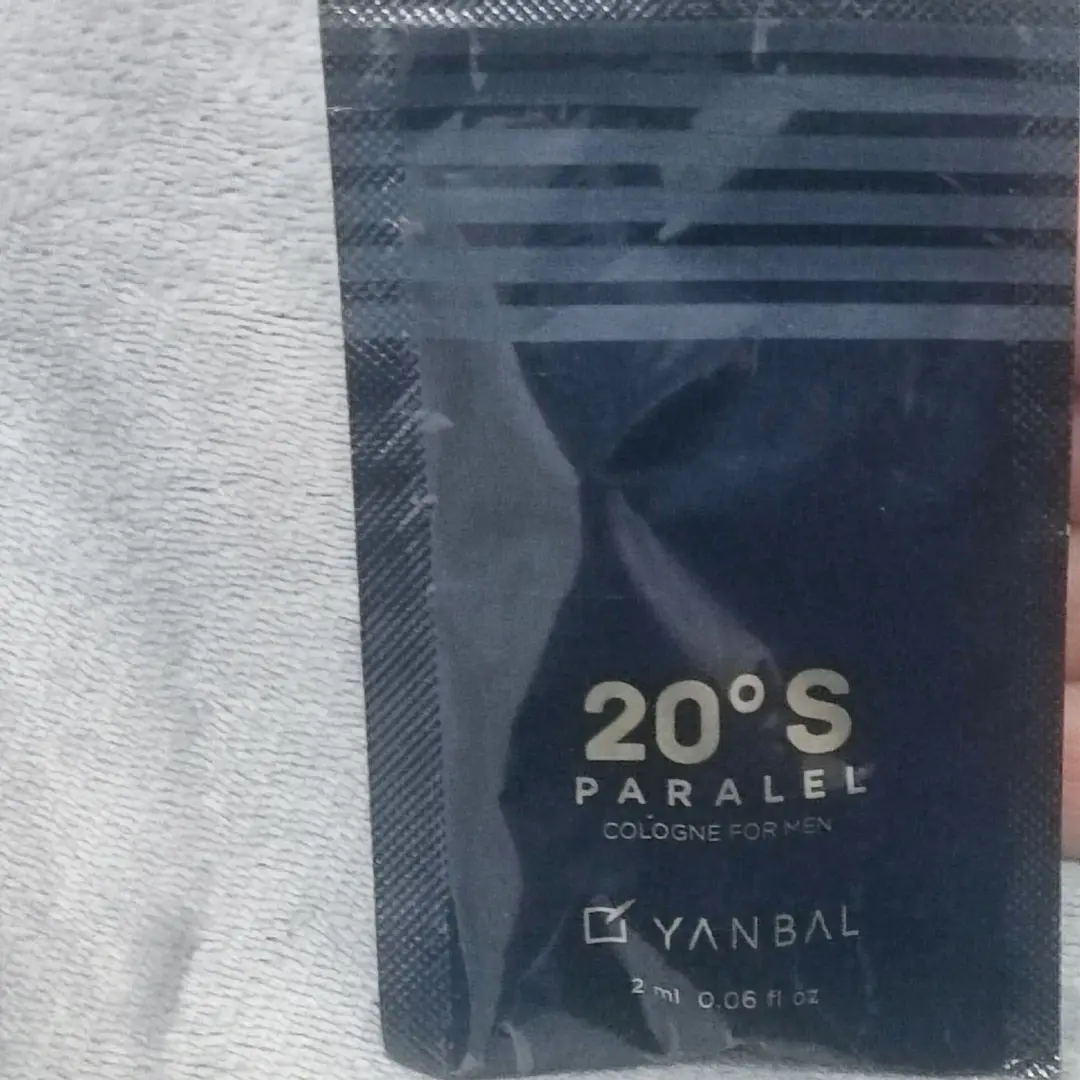 20°S
PARALEL
COLOGNE FOR MEN
YANBAL
2 ml 0.06 fl oz